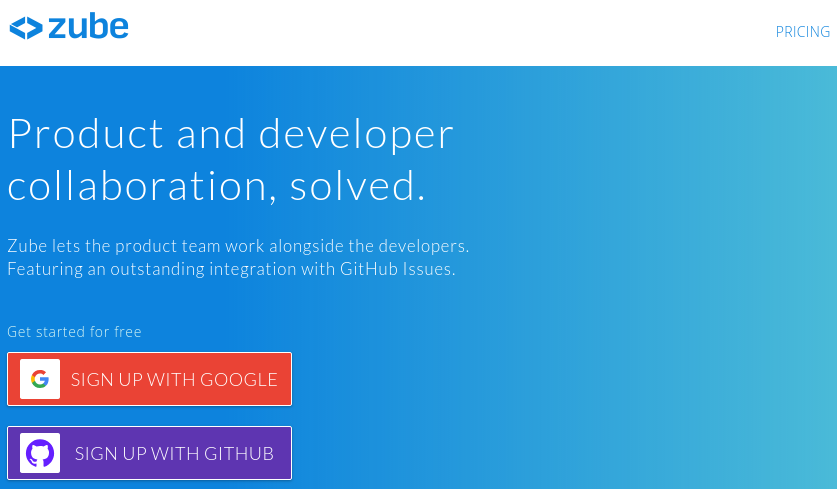 zube
PRICING
Product and developer
collaboration, solved.
Zube lets the product team work alongside the developers.
Featuring an outstanding integration with GitHub Issues.
Get started for free
SIGN UP WITH GOOGLE
SIGN UP WITH GITHUB